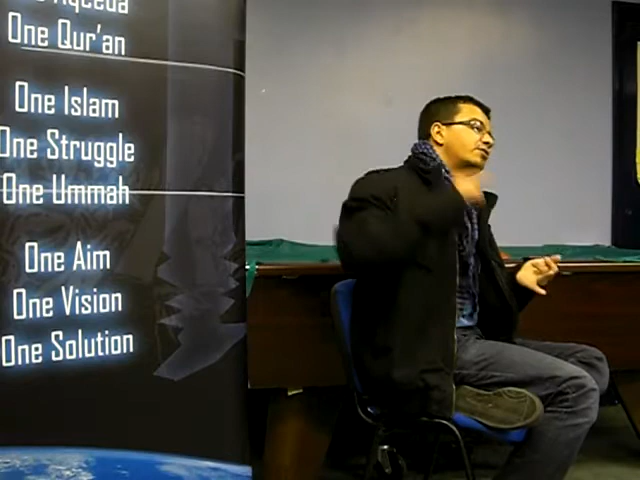 One Qur'an
One Islam
One Struggle
One Ummah
One Aim
One Vision
One Solution